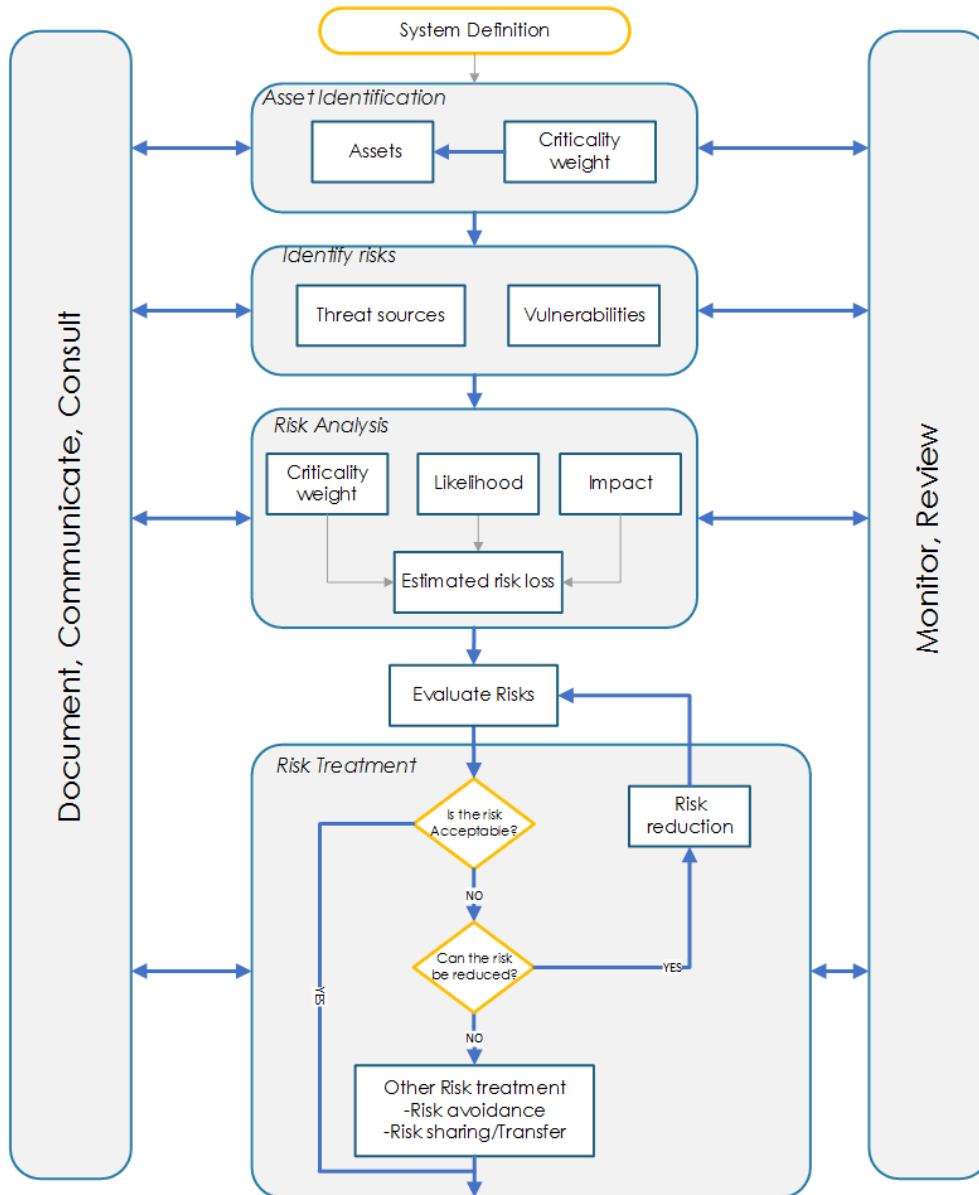 System Definition
Asset Identification
Assets
Criticality
weight
Identify risks
Threat sources
Vulnerabilities
Risk Analysis
Criticality
weight
Likelihood
Impact
Estimated risk loss
Evaluate Risks
Risk Treatment
Is the risk
Acceptable?
Risk
reduction
NO
Can the risk
be reduced?
YES
YES
NO
Other Risk treatment
-Risk avoidance
-Risk sharing/Transfer
Document, Communicate, Consult
Monitor, Review